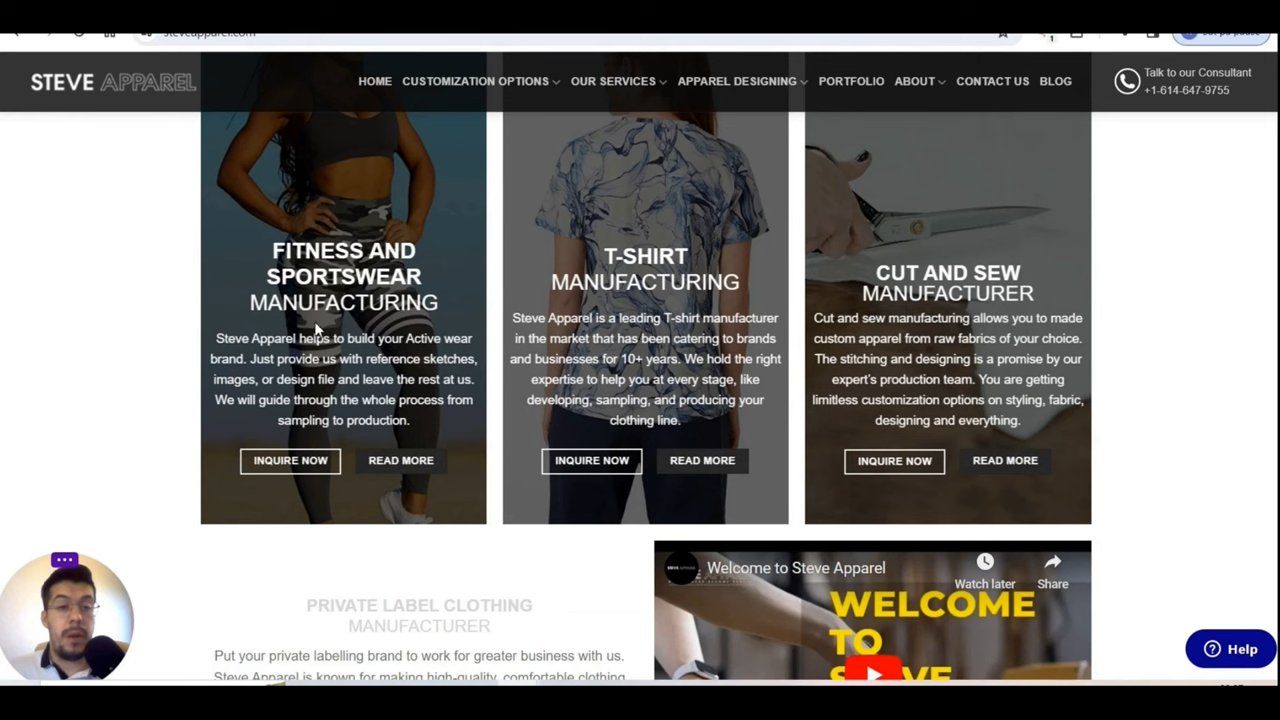 steveapparel.com
1
STEVE APPAREL
HOME
CUSTOMIZATION OPTIONS
OUR SERVICES
APPAREL DESIGNING
PORTFOLIO
ABOUT
CONTACT US
BLOG
Talk to our Consultant
+1-614-647-9755
FITNESS AND
SPORTSWEAR
MANUFACTURING
Steve Apparel helps to build your Active wear
brand. Just provide us with reference sketches,
images, or design file and leave the rest at us.
We will guide through the whole process from
sampling to production.
INQUIRE NOW
READ MORE
T-SHIRT
MANUFACTURING
Steve Apparel is a leading T-shirt manufacturer
in the market that has been catering to brands
and businesses for 10+ years. We hold the right
expertise to help you at every stage, like
developing, sampling, and producing your
clothing line.
INQUIRE NOW
READ MORE
CUT AND SEW
MANUFACTURER
Cut and sew manufacturing allows you to made
custom apparel from raw fabrics of your choice.
The stitching and designing is a promise by our
expert's production team. You are getting
limitless customization options on styling, fabric,
designing and everything.
INQUIRE NOW
READ MORE
PRIVATE LABEL CLOTHING
MANUFACTURER
Put your private labelling brand to work for greater business with us.
Steve Apparel is known for making high-quality, comfortable clothing
Welcome to Steve Apparel
Watch later
Share
WELCOME
TO
STEVE
Help